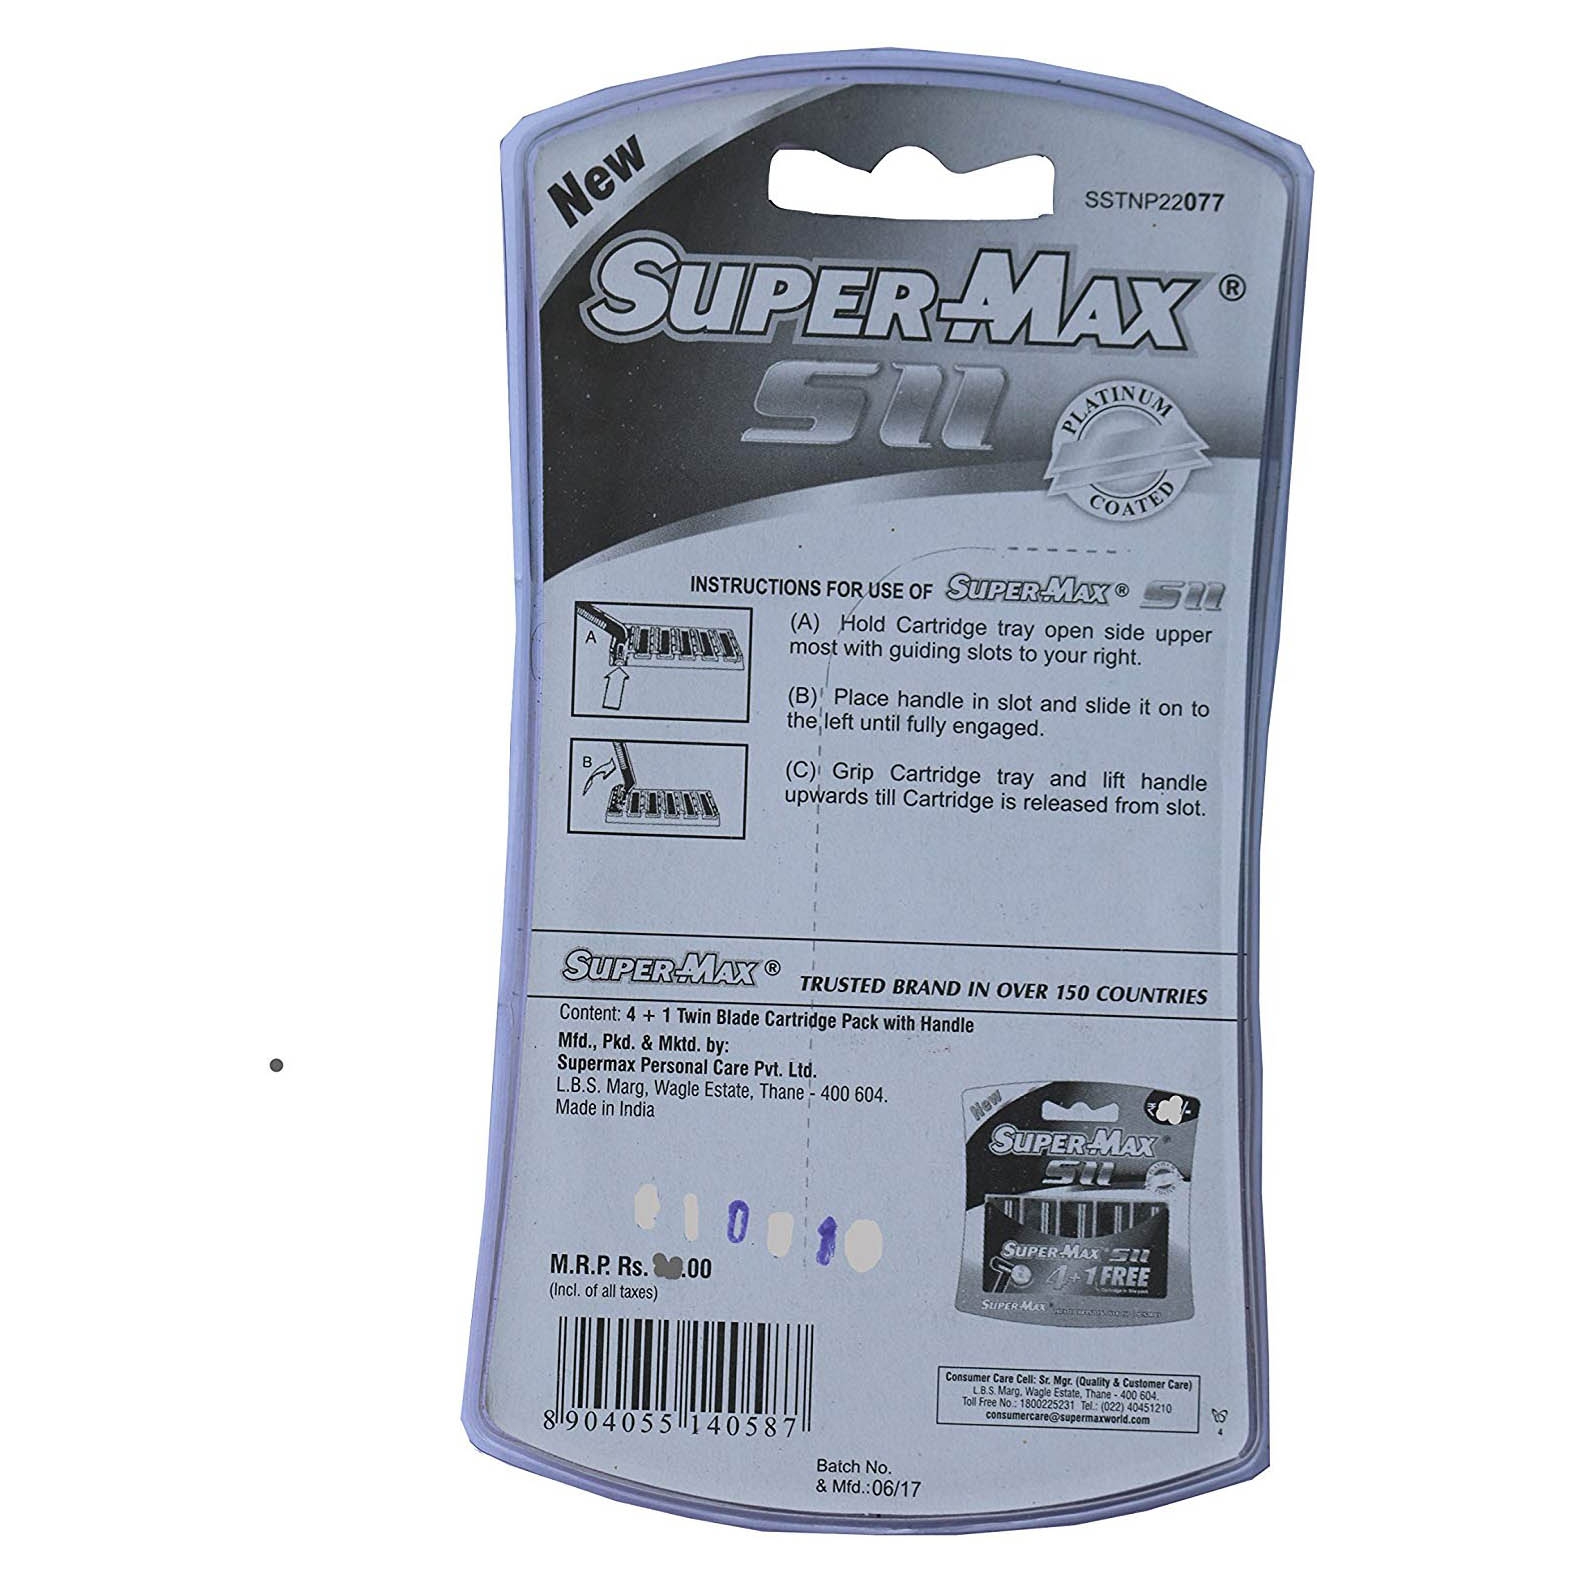 New
SSTNP22077
SUPER-MAX ®
SII
PLATINUM
COATED
INSTRUCTIONS FOR USE OF SUPER-MAX ® SII
A
(A) Hold Cartridge tray open side upper
most with guiding slots to your right.
(B) Place handle in slot and slide it on to
the left until fully engaged.
B
(C) Grip Cartridge tray and lift handle
upwards till Cartridge is released from slot.
SUPER-MAX ® TRUSTED BRAND IN OVER 150 COUNTRIES
Content: 4 + 1 Twin Blade Cartridge Pack with Handle
Mfd., Pkd. & Mktd. by:
Supermax Personal Care Pvt. Ltd.
L.B.S. Marg, Wagle Estate, Thane - 400 604.
Made in India
New
SUPER-MAX
SII
SUPER-MAX SII
4+1 FREE
SUPER-MAX
M.R.P. Rs. .00
(Incl. of all taxes)
8 904055 140587
Consumer Care Cell: Sr. Mgr. (Quality & Customer Care)
L.B.S. Marg, Wagle Estate, Thane - 400 604.
Toll Free No.: 1800225231 Tel.: (022) 40451210
consumercare@supermaxworld.com
4
Batch No.
& Mfd.:06/17